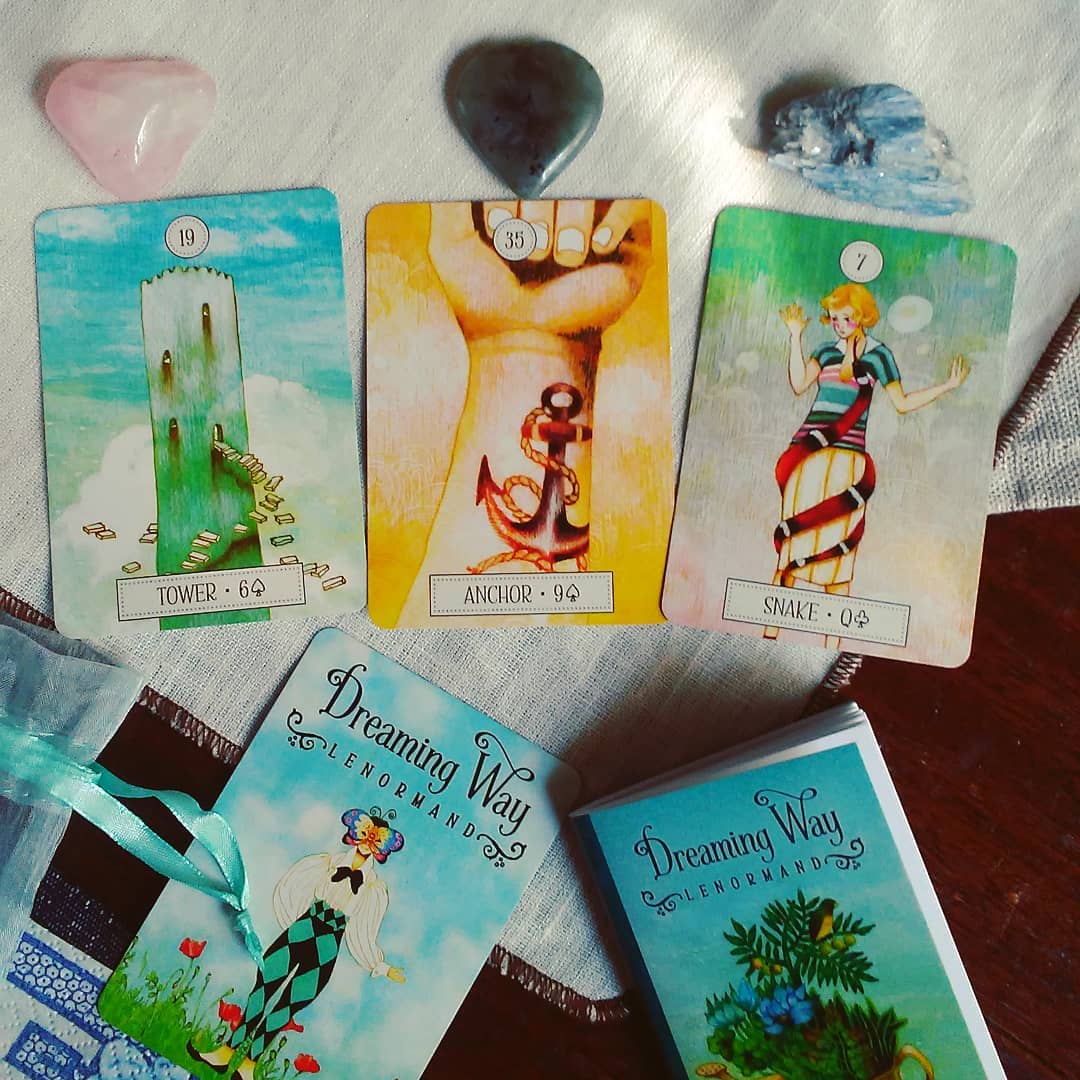 19
TOWER • 6♤
35
ANCHOR • 9♤
7
SNAKE • Q♧
Dreaming Way
LENORMAND
Dreaming Way
LENORMAND